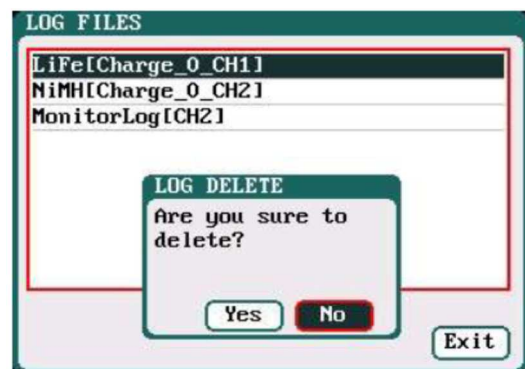 LOG FILES
LiFe[Charge_0_CH1]
NiMH[Charge_0_CH2]
MonitorLog[CH2]
LOG DELETE
Are you sure to
delete?
Yes
No
Exit